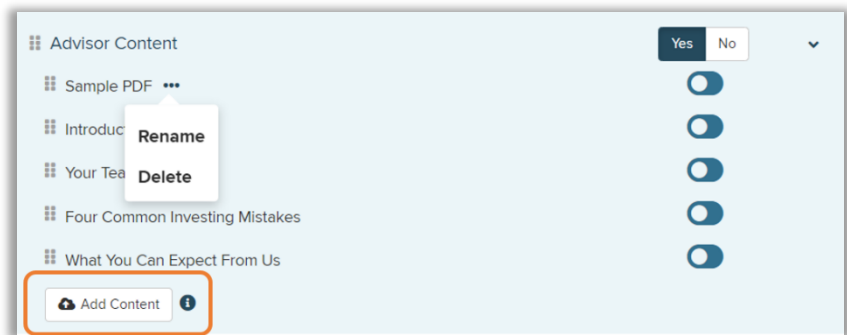 Advisor Content
Yes No
Sample PDF •••
Introduc
Rename
Your Tea
Delete
Four Common Investing Mistakes
What You Can Expect From Us
Add Content